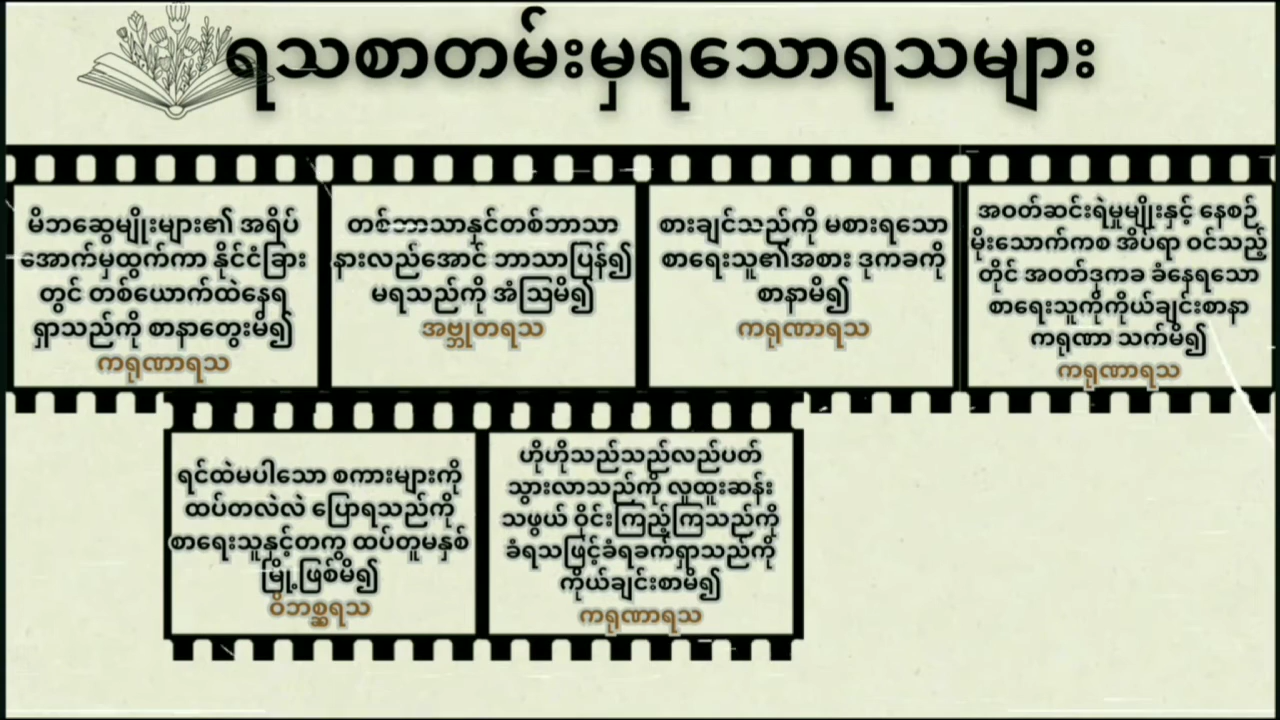 ရသစာတမ်းမှရသောရသများ
မိဘဆွေမျိုးများ၏ အရိပ်
အောက်မှထွက်ကာ နိုင်ငံခြား
တွင် တစ်ယောက်ထဲနေရ
ရှာသည်ကို စာနာတွေးမိ၍
ကရုဏာရသ
တစ်ဘာသာနှင်တစ်ဘာသာ
နားလည်အောင် ဘာသာပြန်၍
မရသည်ကို အံသြမိ၍
အဗ္ဘုတရသ
စားချင်သည်ကို မစားရသော
စာရေးသူ၏အစား ဒုကခကို
စာနာမိ၍
ကရုဏာရသ
အဝတ်ဆင်းရဲမှုမျိုးနှင့် နေစဉ်
မိုးသောက်ကစ အိပ်ရာ ဝင်သည့်
တိုင် အဝတ်ဒုကခ ခံနေရသော
စာရေးသူကိုကိုယ်ချင်းစာနာ
ကရုဏာ သက်မိ၍
ကရုဏာရသ
ရင်ထဲမပါသော စကားများကို
ထပ်တလဲလဲ ပြောရသည်ကို
စာရေးသူနှင့်တကွ ထပ်တူမနှစ်
မြို့ဖြစ်မိ၍
ဝိဘစ္ဆရသ
ဟိုဟိုသည်သည်လည်ပတ်
သွားလာသည်ကို လူထူးဆန်း
သဖွယ် ဝိုင်းကြည့်ကြသည်ကို
ခံရသဖြင့်ခံရခက်ရှာသည်ကို
ကိုယ်ချင်းစာမိ၍
ကရုဏာရသ